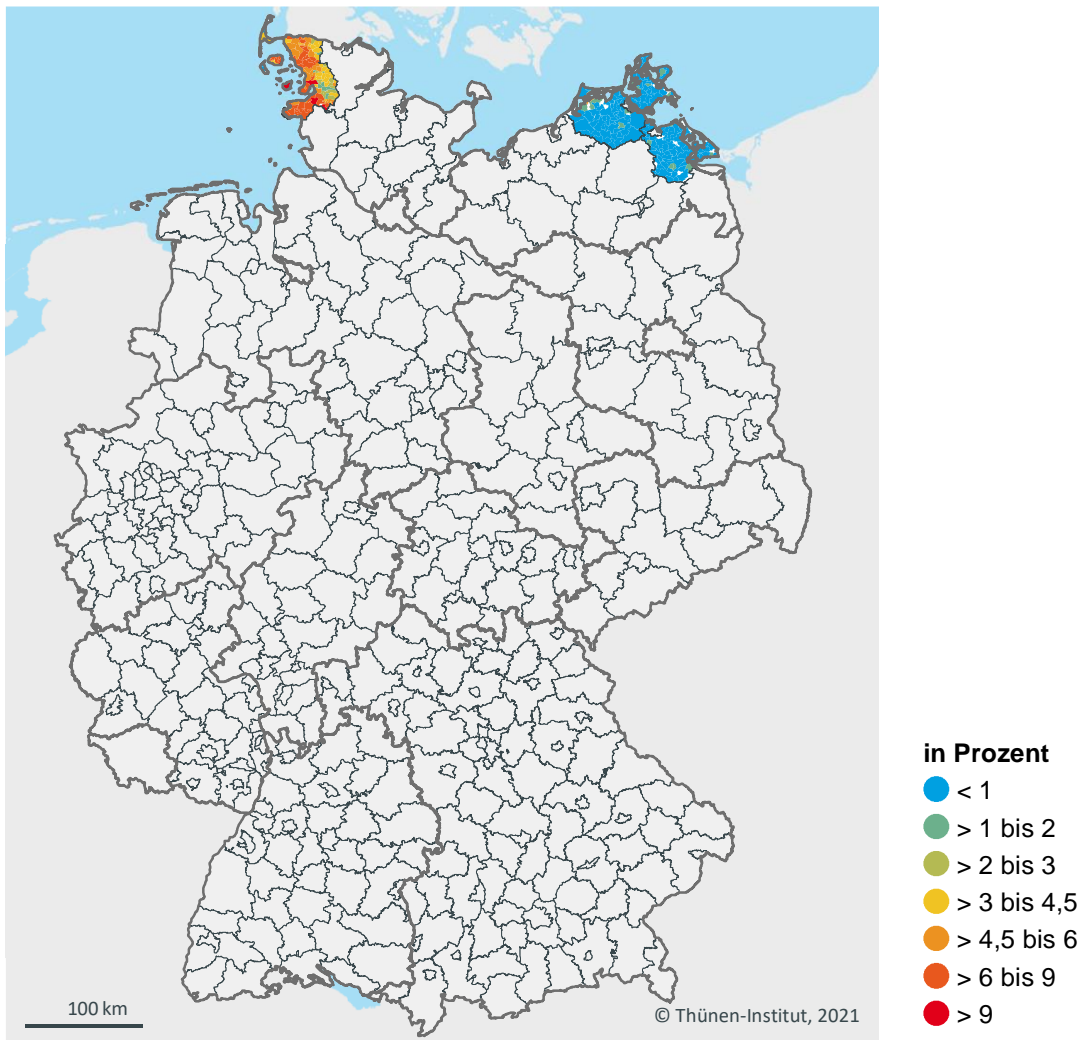 in Prozent
< 1
> 1 bis 2
> 2 bis 3
> 3 bis 4,5
> 4,5 bis 6
> 6 bis 9
> 9
100 km
© Thünen-Institut, 2021